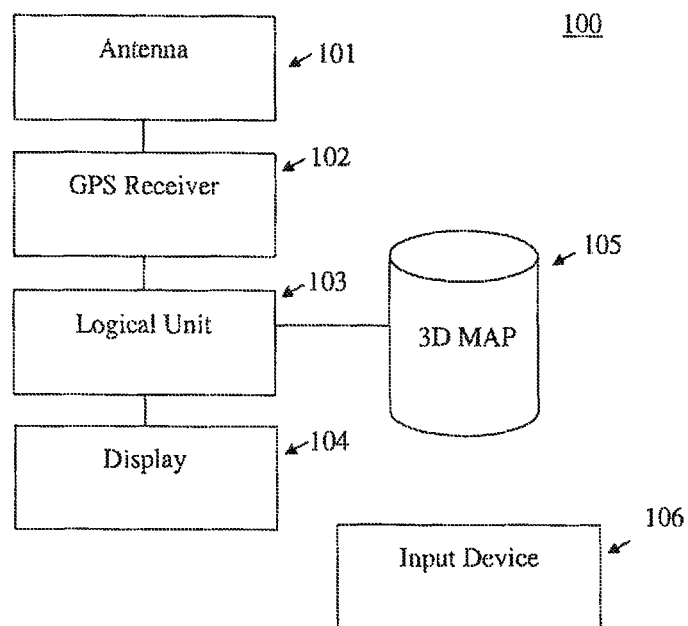 100
Antenna
101
102
GPS Receiver
103
Logical Unit
105
3D MAP
104
Display
106
Input Device